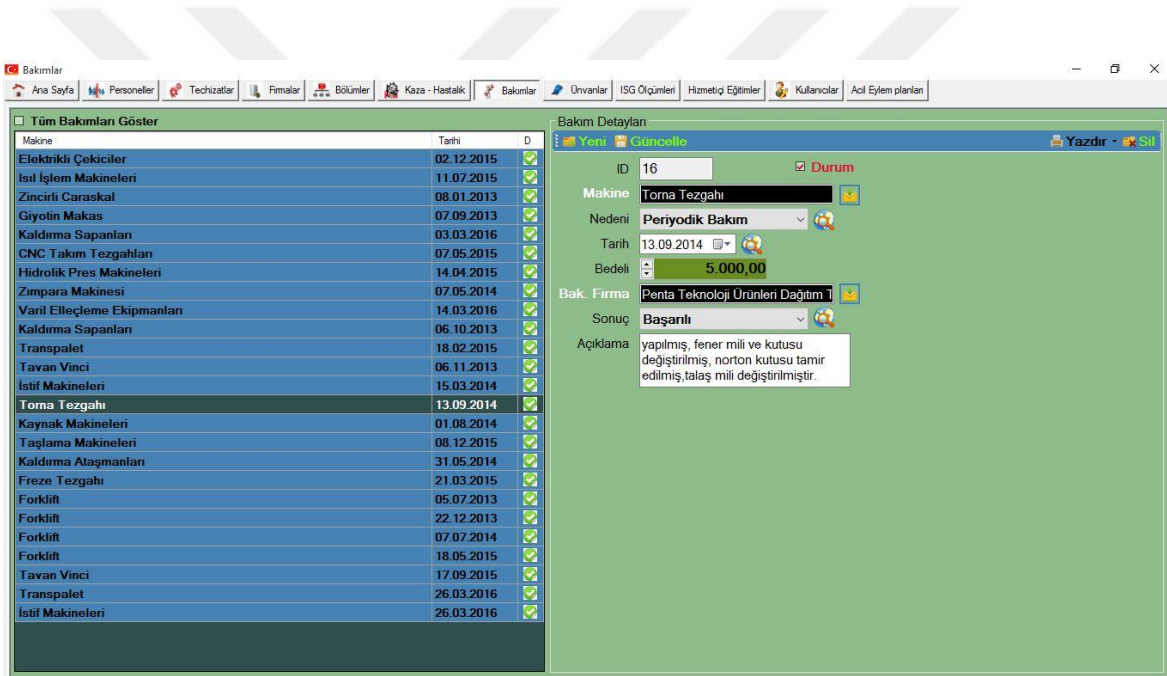 Bakımlar
Ana Sayfa Personeller Techizatlar Firmalar Bölümler Kaza - Hastalık Bakımlar Ünvanlar ISG Ölçümleri Hizmetiçi Eğitimler Kullanıcılar Acil Eylem planları
Tüm Bakımları Göster
Makine Tarihi D
Elektrikli Çekiciler 02.12.2015
Isıl İşlem Makineleri 11.07.2015
Zincirli Caraskal 08.01.2013
Giyotin Makas 07.09.2013
Kaldırma Sapanları 03.03.2016
CNC Takım Tezgahları 07.05.2015
Hidrolik Pres Makineleri 14.04.2015
Zımpara Makinesi 07.05.2014
Varil Elleçleme Ekipmanları 14.03.2016
Kaldırma Sapanları 06.10.2013
Transpalet 18.02.2015
Tavan Vinci 06.11.2013
İstif Makineleri 15.03.2014
Torna Tezgahı 13.09.2014
Kaynak Makineleri 01.08.2014
Taşlama Makineleri 08.12.2015
Kaldırma Ataşmanları 31.05.2014
Freze Tezgahı 21.03.2015
Forklift 05.07.2013
Forklift 22.12.2013
Forklift 07.07.2014
Forklift 18.05.2015
Tavan Vinci 17.09.2015
Transpalet 26.03.2016
İstif Makineleri 26.03.2016
Bakım Detayları
Yeni Güncelle Yazdır Sil
ID 16 Durum
Makine Torna Tezgahı
Nedeni Periyodik Bakım
Tarih 13.09.2014
Bedeli 5.000,00
Bak. Firma Penta Teknoloji Ürünleri Dağıtım T
Sonuç Başarılı
Açıklama yapılmış, fener mili ve kutusu
değiştirilmiş, norton kutusu tamir
edilmiş,talaş mili değiştirilmiştir.